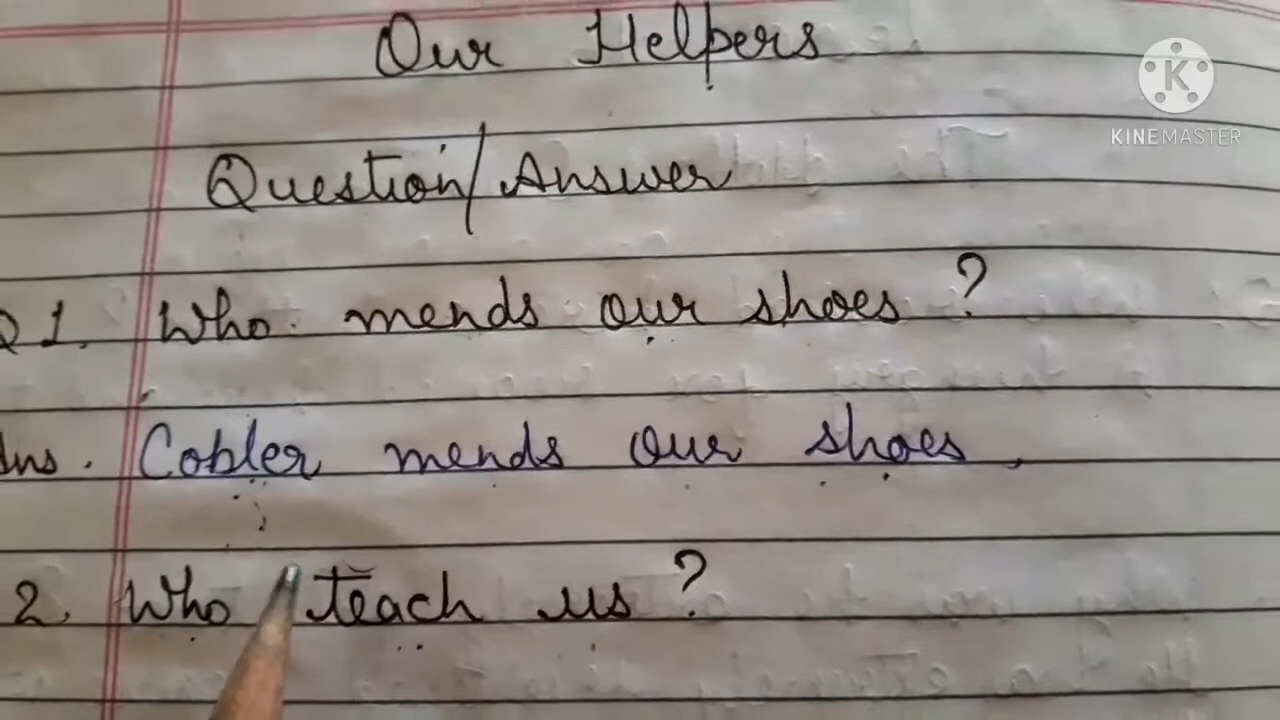 Our Helpers
KINEMASTER
Question/Answer
Q1. Who mends our shoes?
Ans. Cobler mends our shoes.
2. Who teach us?